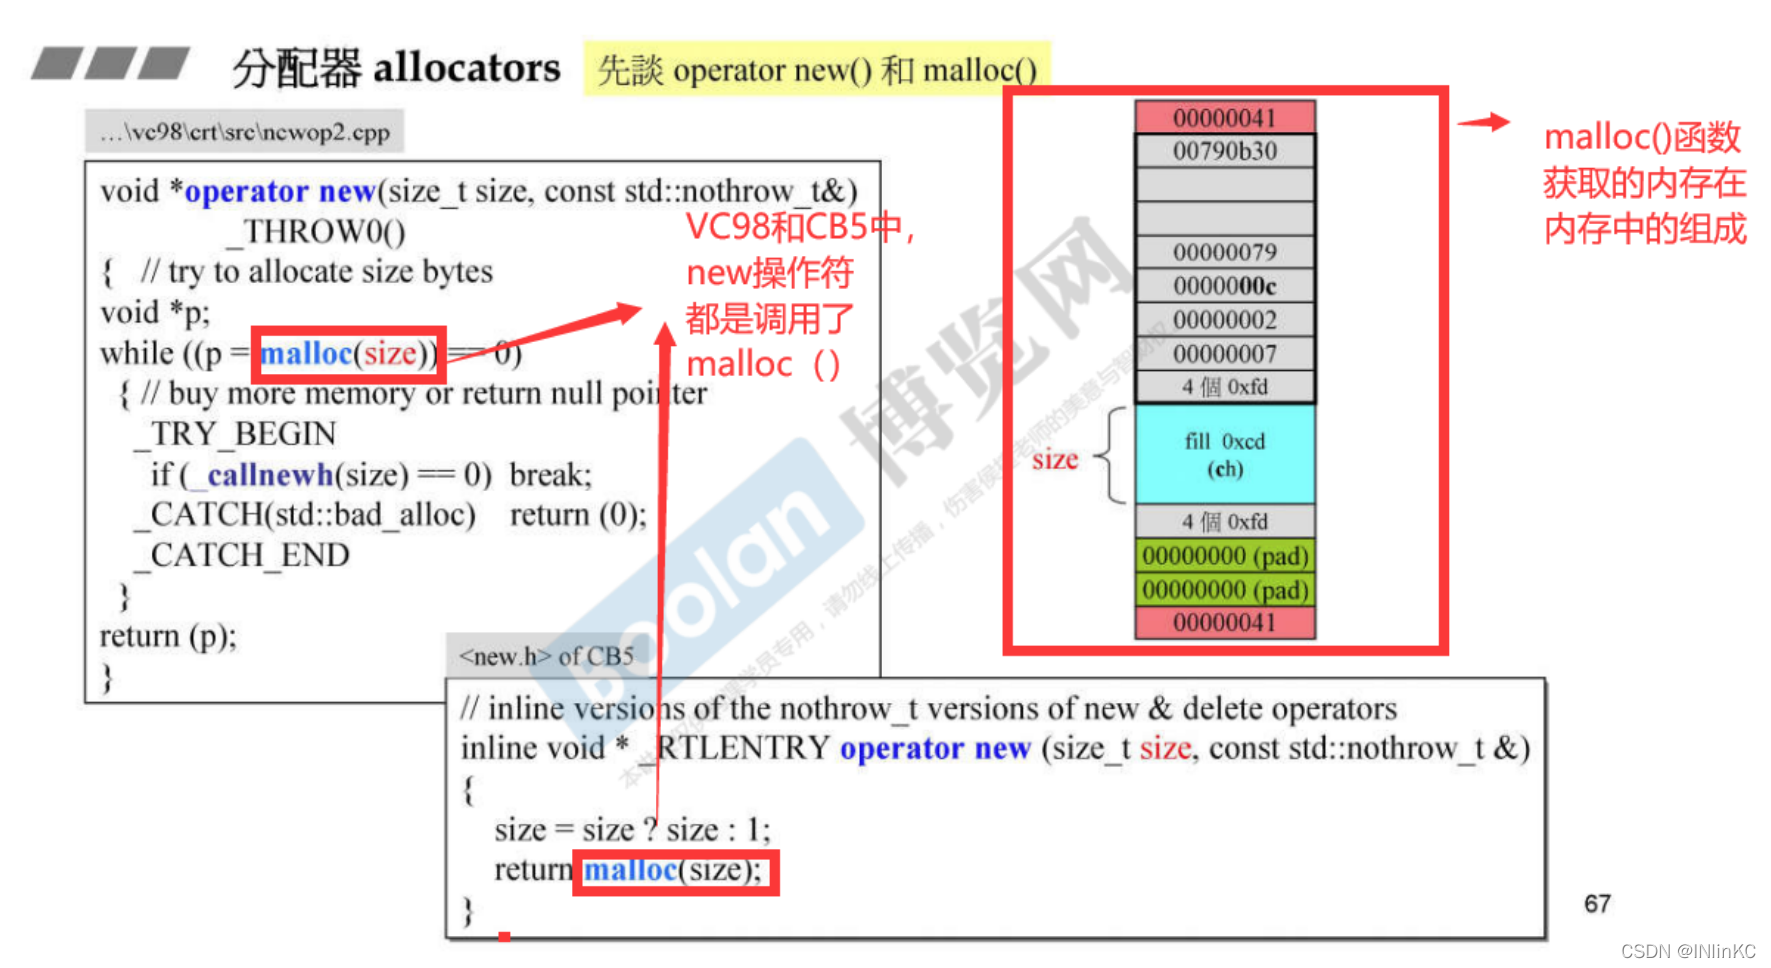 分配器 allocators
先談 operator new() 和 malloc()
...\vc98\crt\src\newop2.cpp
void *operator new(size_t size, const std::nothrow_t&)
_THROW0()
{ // try to allocate size bytes
void *p;
while ((p = malloc(size)) == 0)
{ // buy more memory or return null pointer
_TRY_BEGIN
if (_callnewh(size) == 0) break;
_CATCH(std::bad_alloc) return (0);
_CATCH_END
}
return (p);
}
VC98和CB5中，
new操作符
都是调用了
malloc（）
00000041
00790b30
00000079
0000000c
00000002
00000007
4 個 0xfd
size
fill 0xcd
(ch)
4 個 0xfd
00000000 (pad)
00000000 (pad)
00000041
malloc()函数
获取的内存在
内存中的组成
<new.h> of CB5
// inline versions of the nothrow_t versions of new & delete operators
inline void * _RTLENTRY operator new (size_t size, const std::nothrow_t &)
{
size = size ? size : 1;
return malloc(size);
}
boolan 博览网
67
CSDN @INlinKC